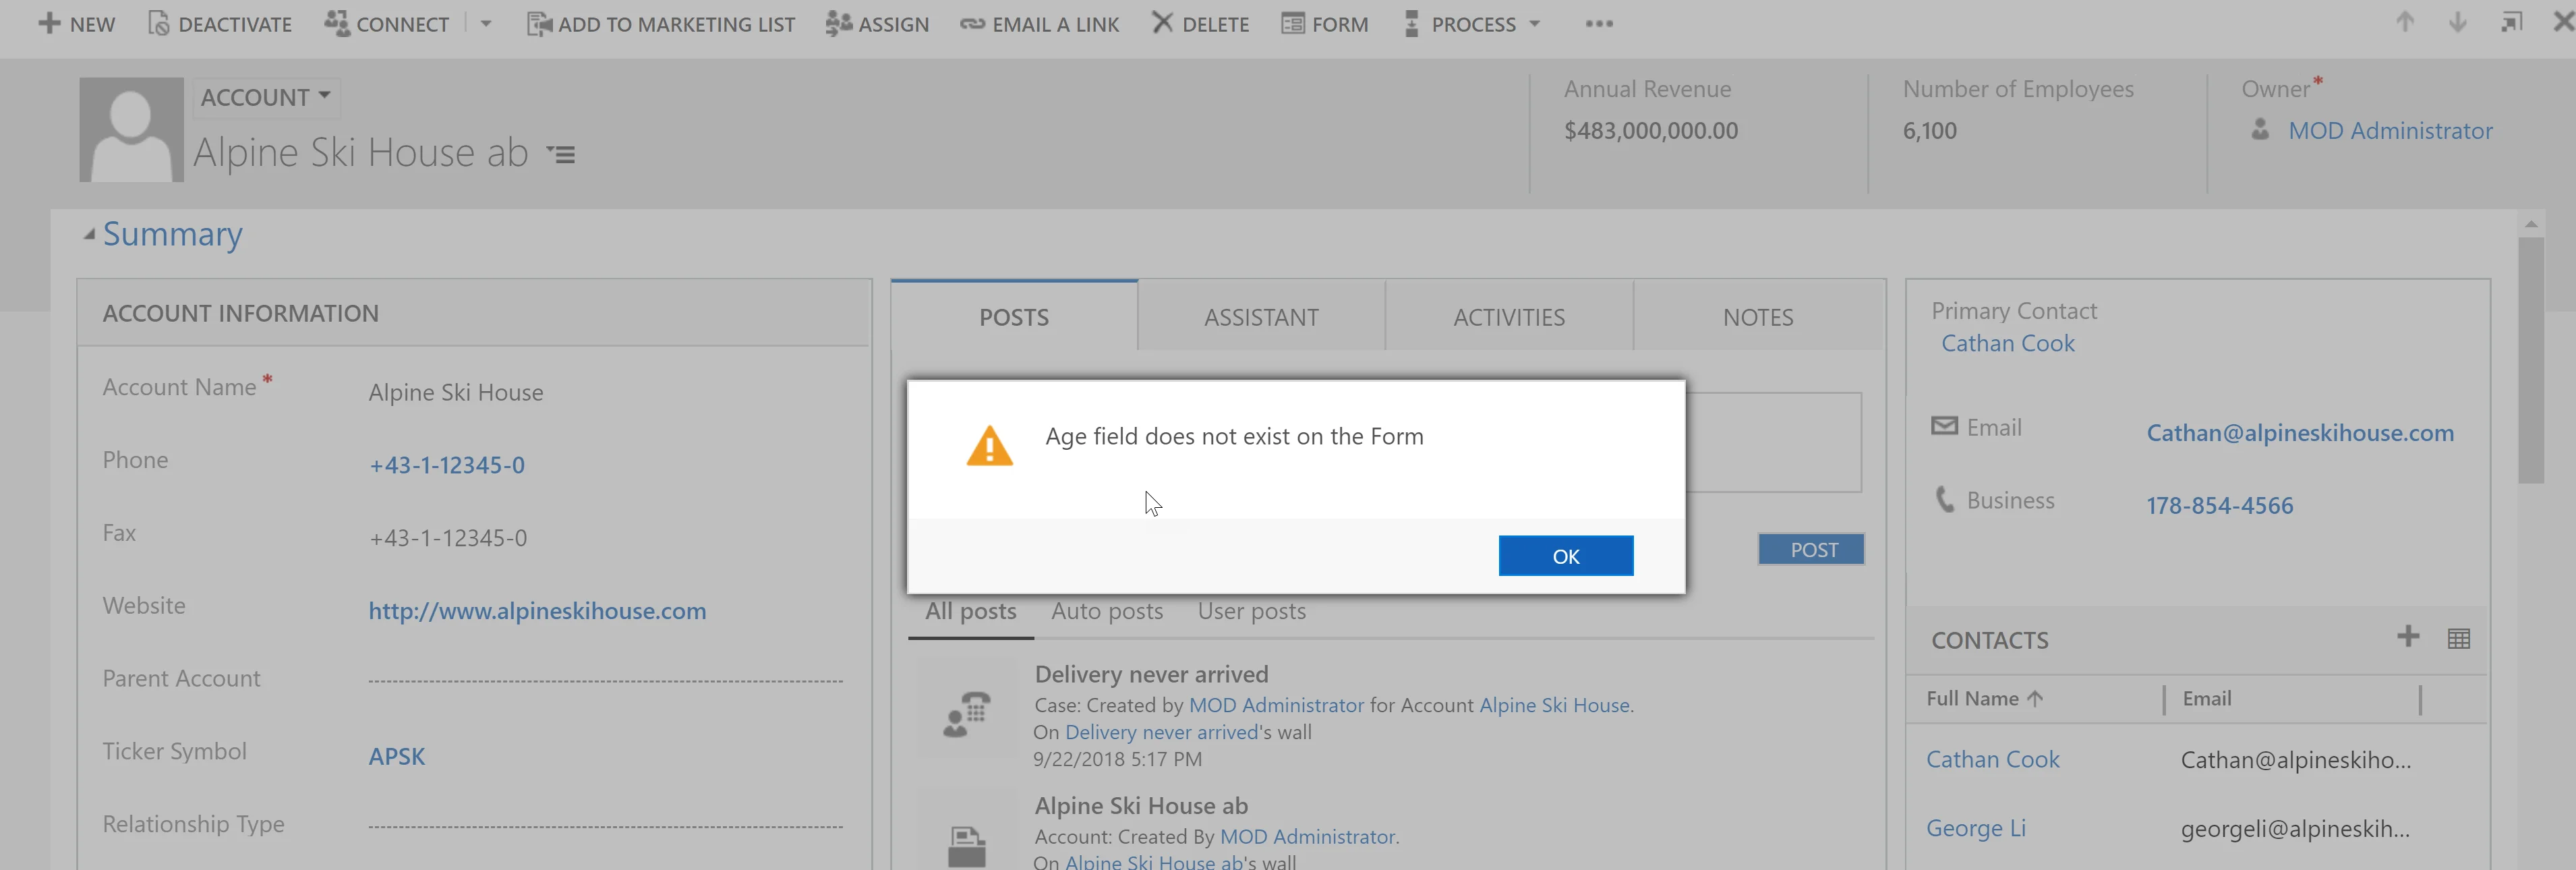 NEW DEACTIVATE CONNECT ADD TO MARKETING LIST ASSIGN EMAIL A LINK DELETE FORM PROCESS
ACCOUNT
Alpine Ski House ab
Annual Revenue
$483,000,000.00
Number of Employees
6,100
Owner*
MOD Administrator
Summary
ACCOUNT INFORMATION
Account Name* Alpine Ski House
Phone +43-1-12345-0
Fax +43-1-12345-0
Website http://www.alpineskihouse.com
Parent Account
Ticker Symbol APSK
Relationship Type
POSTS ASSISTANT ACTIVITIES NOTES
Age field does not exist on the Form
OK
POST
All posts Auto posts User posts
Delivery never arrived
Case: Created by MOD Administrator for Account Alpine Ski House.
On Delivery never arrived's wall
9/22/2018 5:17 PM
Alpine Ski House ab
Account: Created By MOD Administrator.
On Alpine Ski House ab's wall
Primary Contact
Cathan Cook
Email Cathan@alpineskihouse.com
Business 178-854-4566
CONTACTS
Full Name Email
Cathan Cook Cathan@alpineskiho...
George Li georgeli@alpineskih...